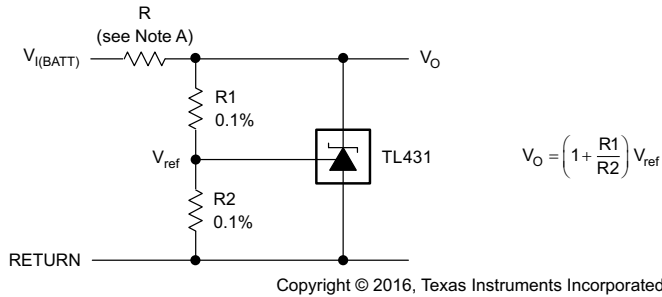 R
(see Note A)
V_I(BATT)
V_O
R1
0.1%
V_ref
TL431
V_O = (1 + R1/R2) V_ref
R2
0.1%
RETURN
Copyright © 2016, Texas Instruments Incorporated